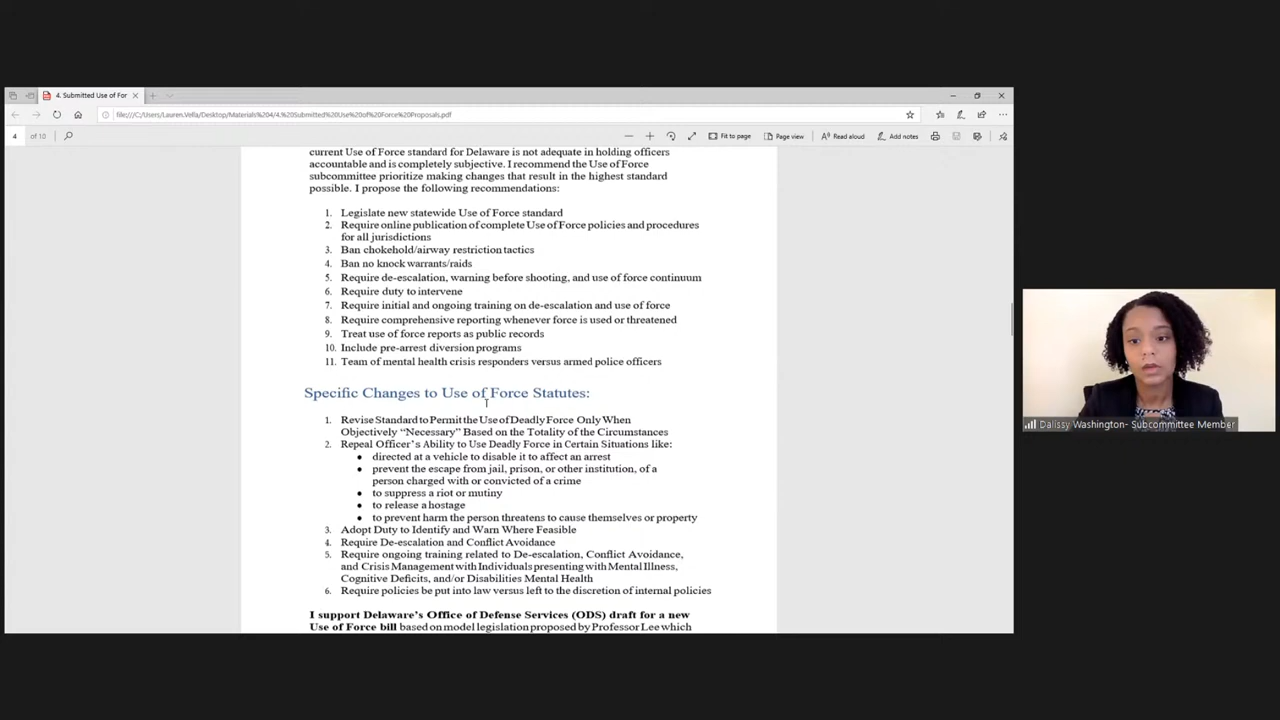 4. Submitted Use of For
file:///C:/Users/Lauren.Vella/Desktop/Materials%204/4.%20Submitted%20Use%20of%20Force%20Proposals.pdf
4 of 10
Fit to page
Page view
Read aloud
Add notes
current Use of Force standard for Delaware is not adequate in holding officers
accountable and is completely subjective. I recommend the Use of Force
subcommittee prioritize making changes that result in the highest standard
possible. I propose the following recommendations:
1. Legislate new statewide Use of Force standard
2. Require online publication of complete Use of Force policies and procedures
for all jurisdictions
3. Ban chokehold/airway restriction tactics
4. Ban no knock warrants/raids
5. Require de-escalation, warning before shooting, and use of force continuum
6. Require duty to intervene
7. Require initial and ongoing training on de-escalation and use of force
8. Require comprehensive reporting whenever force is used or threatened
9. Treat use of force reports as public records
10. Include pre-arrest diversion programs
11. Team of mental health crisis responders versus armed police officers
Specific Changes to Use of Force Statutes:
1. Revise Standard to Permit the Use of Deadly Force Only When
Objectively “Necessary” Based on the Totality of the Circumstances
2. Repeal Officer’s Ability to Use Deadly Force in Certain Situations like:
• directed at a vehicle to disable it to affect an arrest
• prevent the escape from jail, prison, or other institution, of a
person charged with or convicted of a crime
• to suppress a riot or mutiny
• to release a hostage
• to prevent harm the person threatens to cause themselves or property
3. Adopt Duty to Identify and Warn Where Feasible
4. Require De-escalation and Conflict Avoidance
5. Require ongoing training related to De-escalation, Conflict Avoidance,
and Crisis Management with Individuals presenting with Mental Illness,
Cognitive Deficits, and/or Disabilities Mental Health
6. Require policies be put into law versus left to the discretion of internal policies
I support Delaware’s Office of Defense Services (ODS) draft for a new
Use of Force bill based on model legislation proposed by Professor Lee which
Dalissy Washington- Subcommittee Member